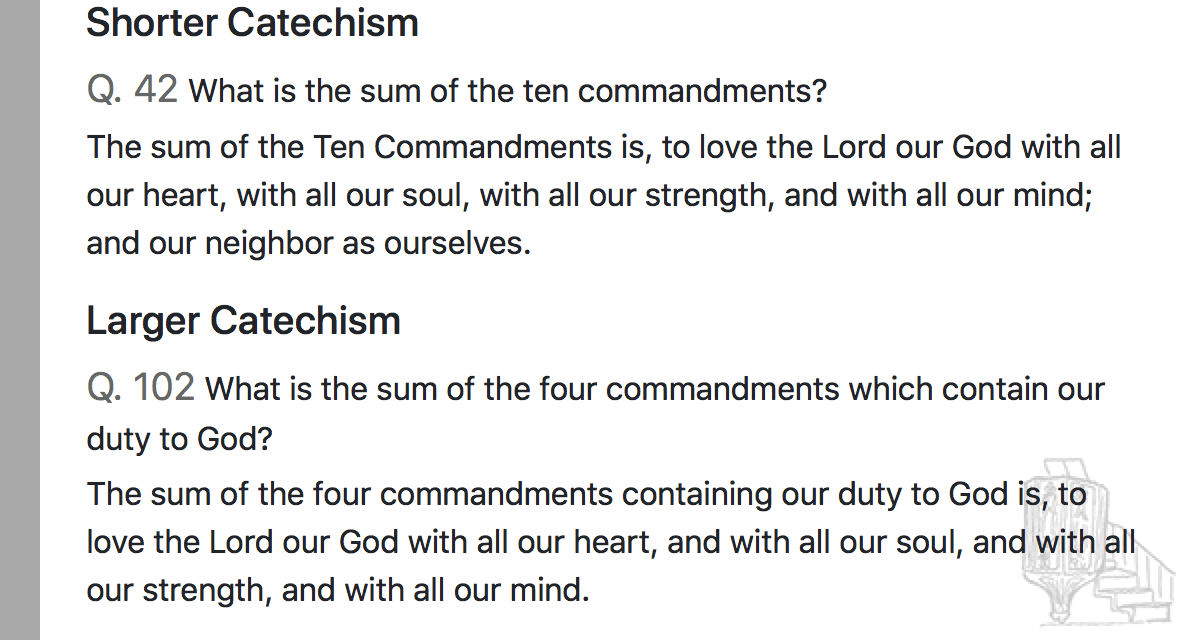 Shorter Catechism
Q. 42 What is the sum of the ten commandments?
The sum of the Ten Commandments is, to love the Lord our God with all
our heart, with all our soul, with all our strength, and with all our mind;
and our neighbor as ourselves.
Larger Catechism
Q. 102 What is the sum of the four commandments which contain our
duty to God?
The sum of the four commandments containing our duty to God is, to
love the Lord our God with all our heart, and with all our soul, and with all
our strength, and with all our mind.